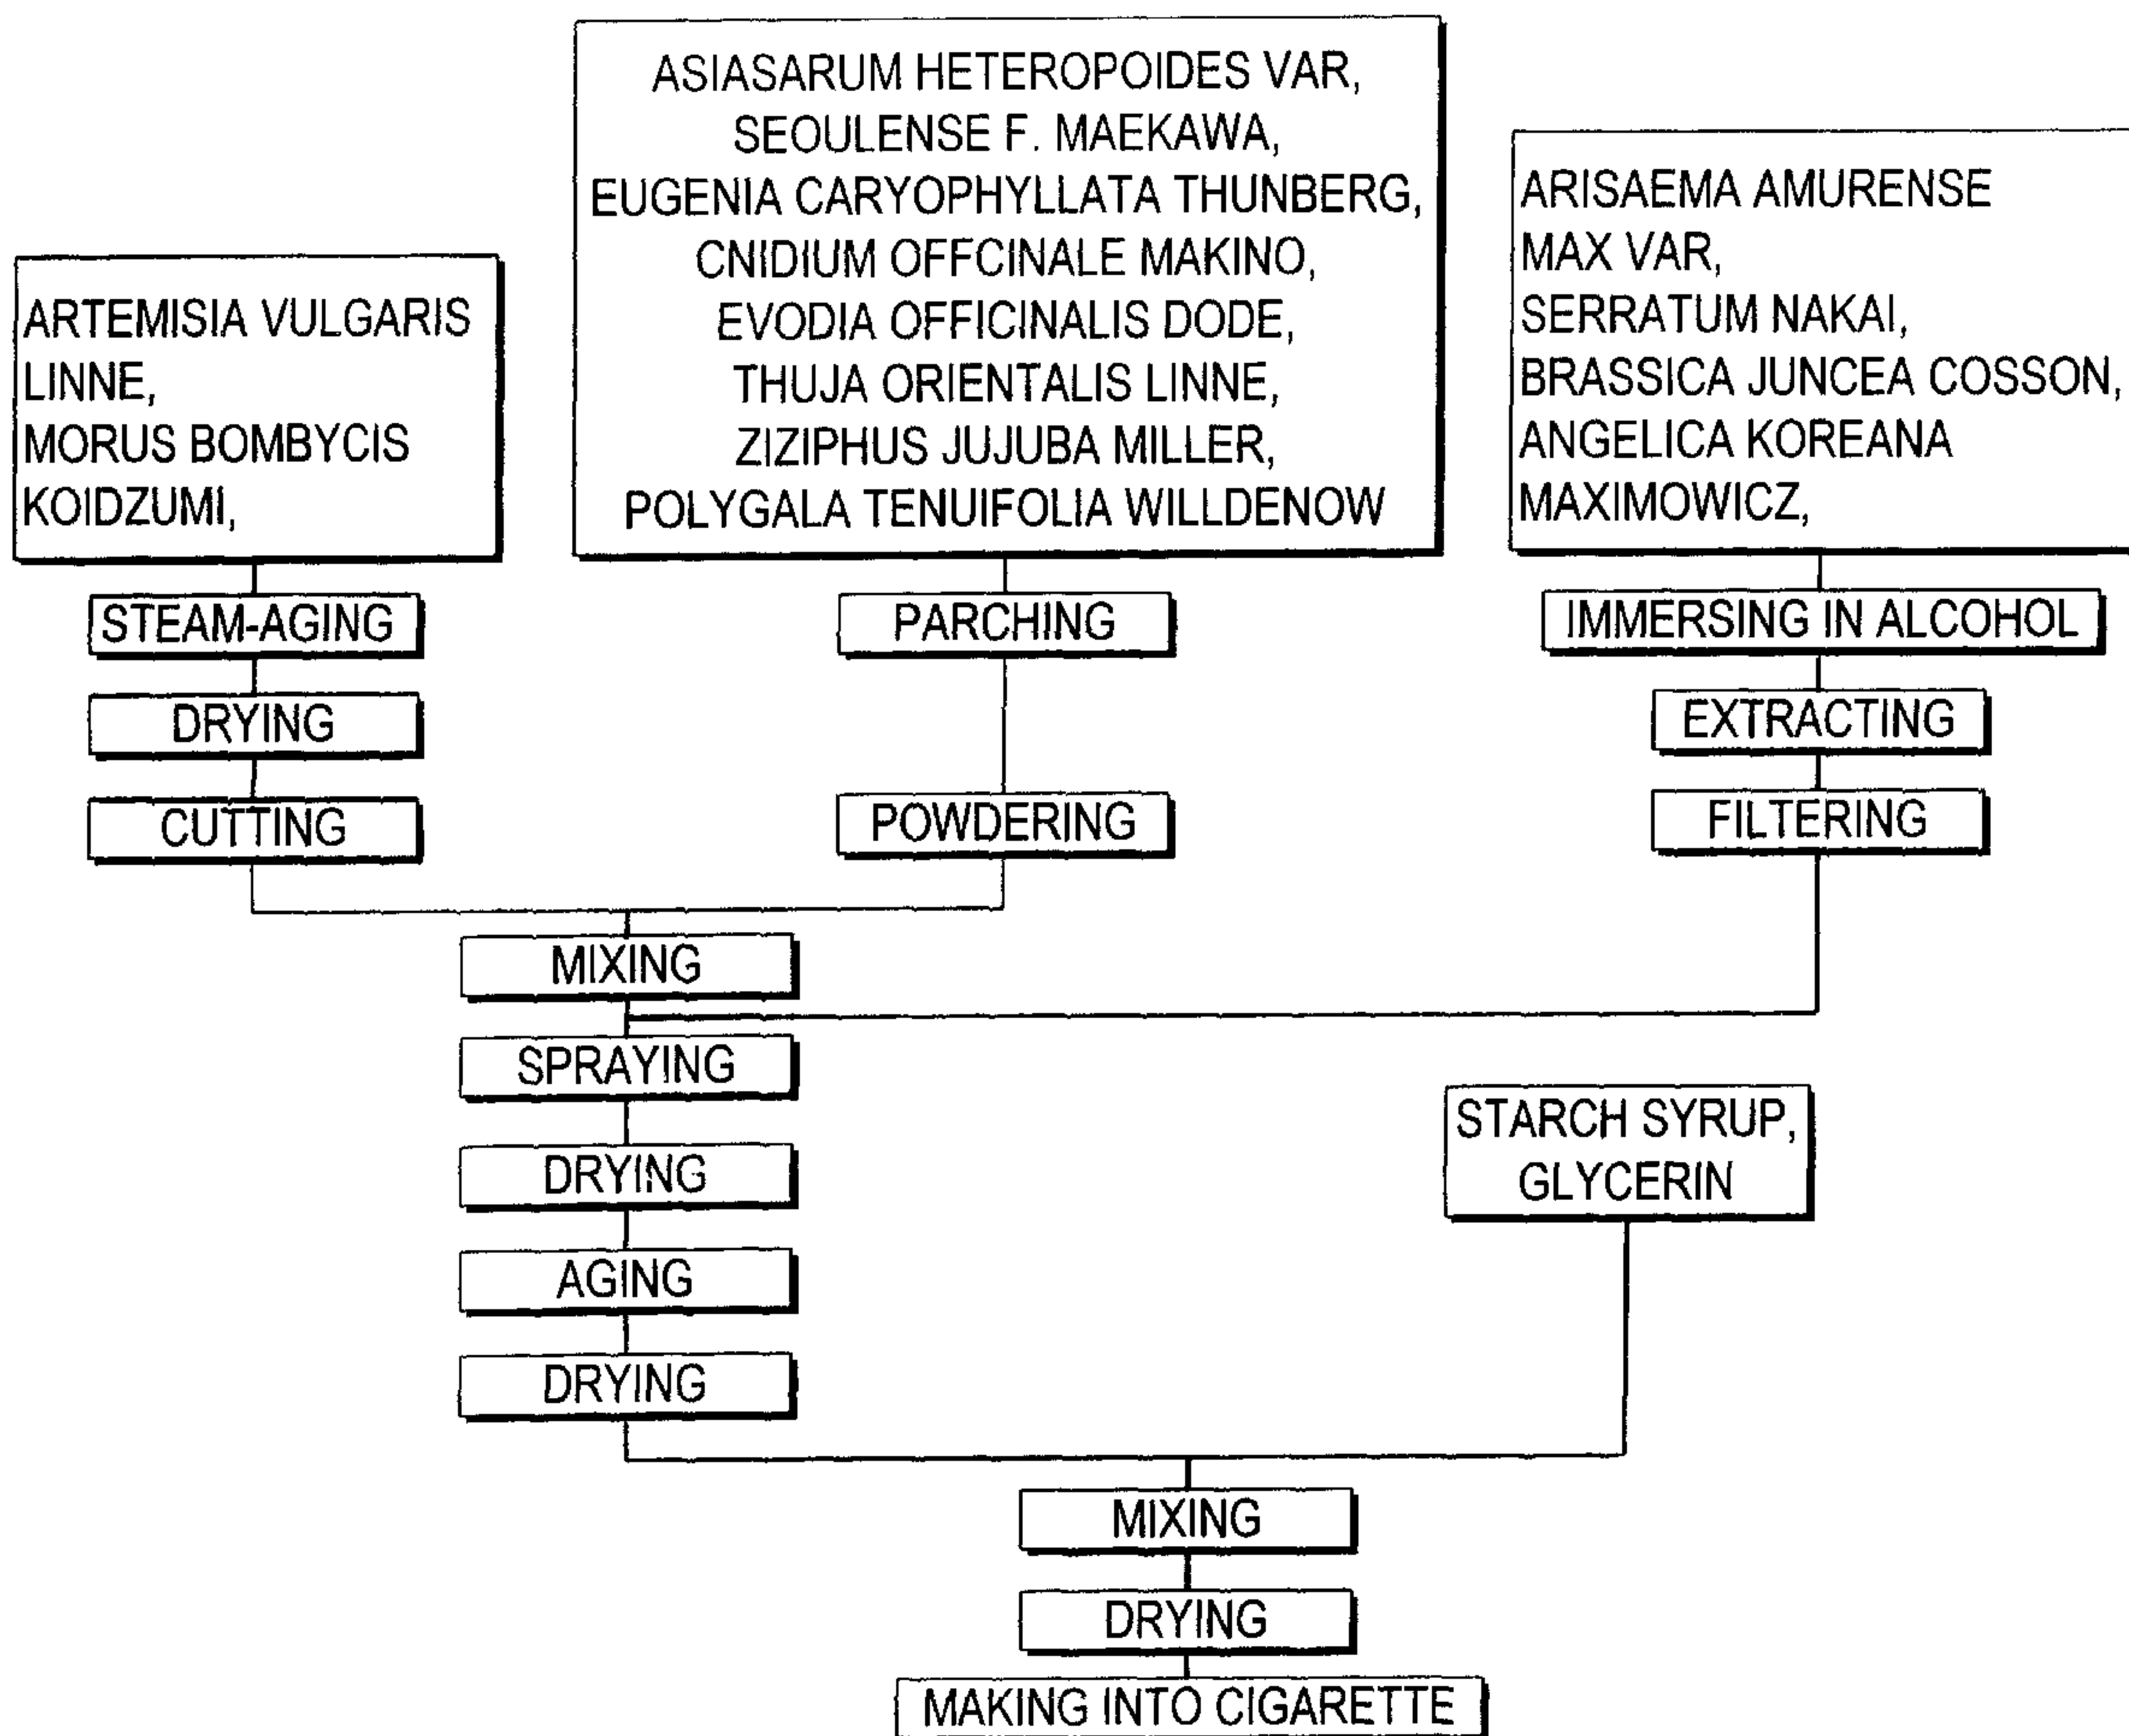 ARTEMISIA VULGARIS
LINNE,
MORUS BOMBYCIS
KOIDZUMI,
ASIASARUM HETEROPOIDES VAR,
SEOULENSE F. MAEKAWA,
EUGENIA CARYOPHYLLATA THUNBERG,
CNIDIUM OFFCINALE MAKINO,
EVODIA OFFICINALIS DODE,
THUJA ORIENTALIS LINNE,
ZIZIPHUS JUJUBA MILLER,
POLYGALA TENUIFOLIA WILLDENOW
ARISAEMA AMURENSE
MAX VAR,
SERRATUM NAKAI,
BRASSICA JUNCEA COSSON,
ANGELICA KOREANA
MAXIMOWICZ,
STEAM-AGING
PARCHING
IMMERSING IN ALCOHOL
DRYING
EXTRACTING
CUTTING
POWDERING
FILTERING
MIXING
SPRAYING
STARCH SYRUP,
GLYCERIN
DRYING
AGING
DRYING
MIXING
DRYING
MAKING INTO CIGARETTE